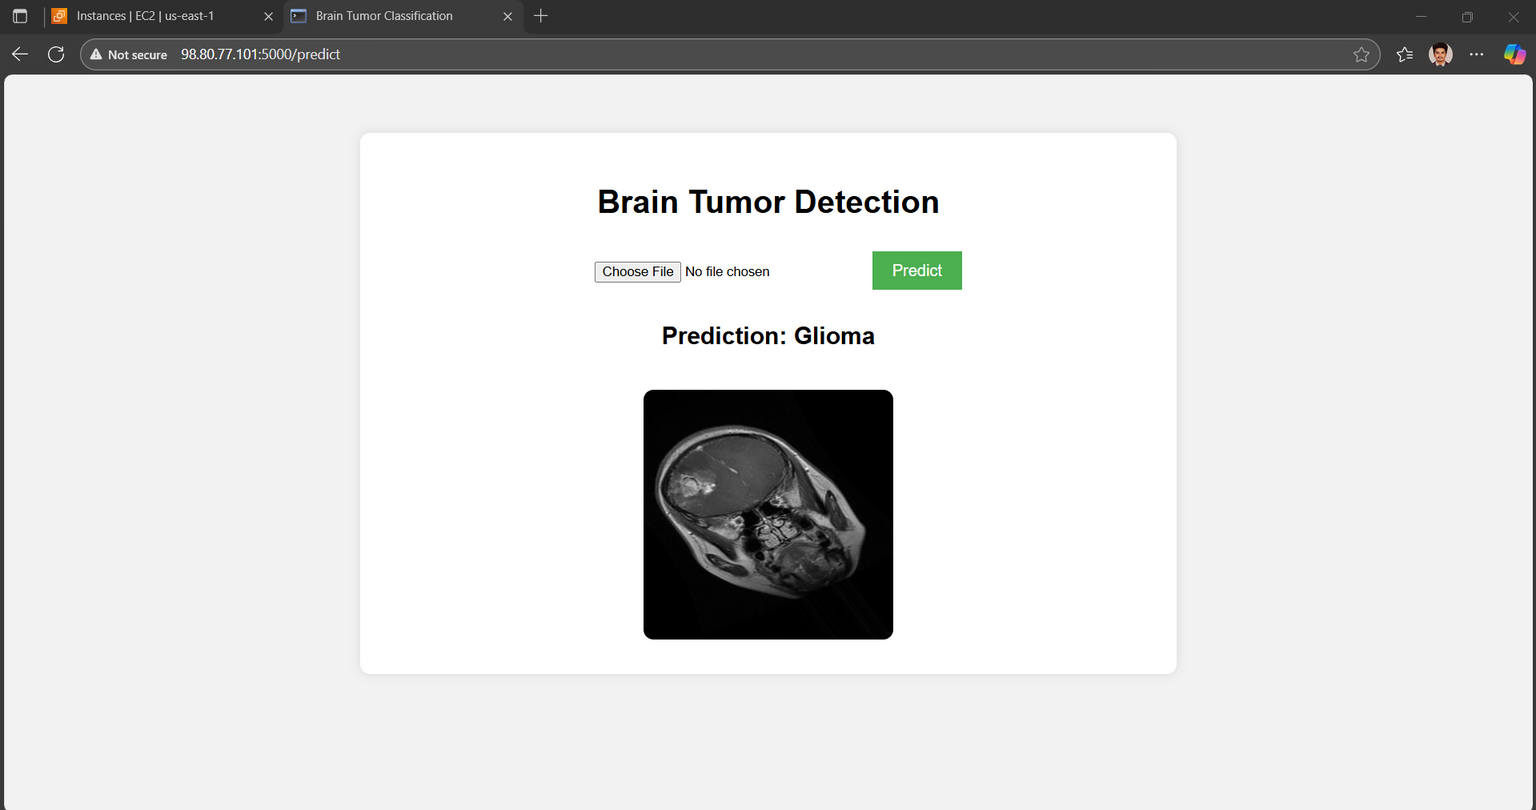 Instances | EC2 | us-east-1
Brain Tumor Classification
Not secure 98.80.77.101:5000/predict
Brain Tumor Detection
Choose File No file chosen Predict
Prediction: Glioma